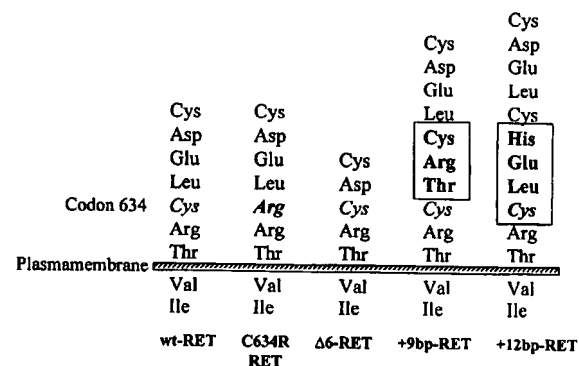 Cys
Cys Asp
Asp Glu
Glu Leu
Cys Cys Leu Cys
Asp Asp Cys His
Glu Glu Cys Arg Glu
Leu Leu Asp Thr Leu
Codon 634 Cys Arg Cys Cys Cys
Arg Arg Arg Arg Arg
Thr Thr Thr Thr Thr
Plasmamembrane
Val Val Val Val Val
Ile Ile Ile Ile Ile
wt-RET C634R Δ6-RET +9bp-RET +12bp-RET
RET